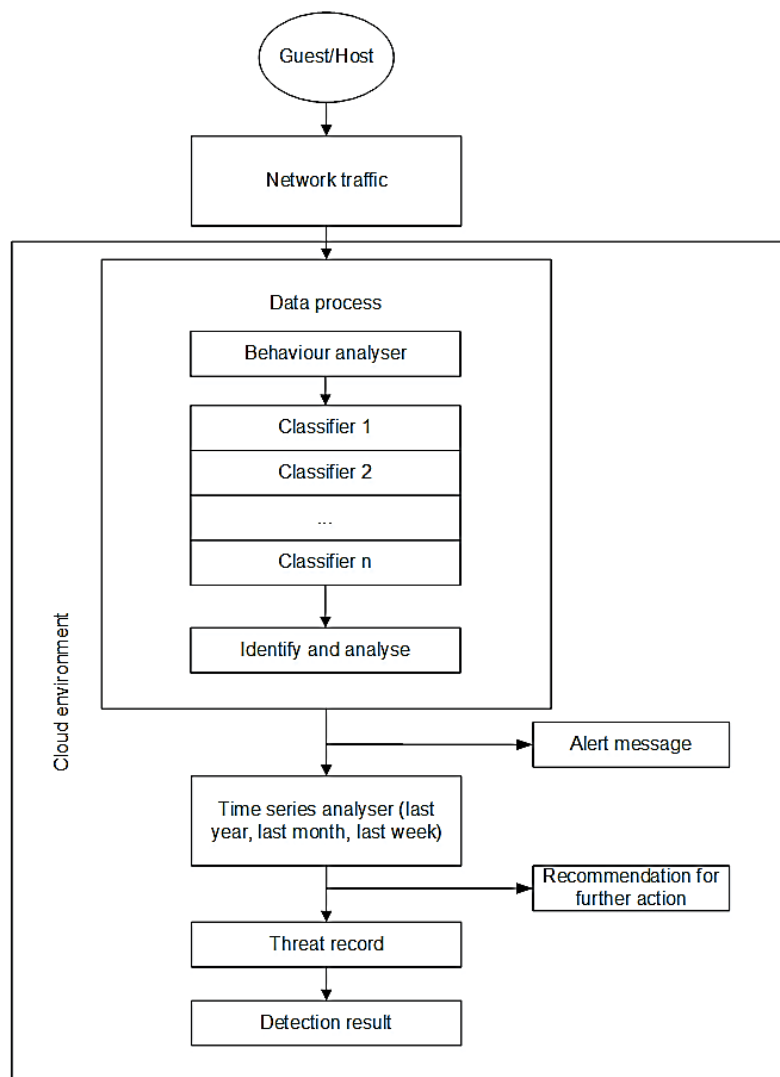 Guest/Host
Network traffic
Data process
Behaviour analyser
Classifier 1
Classifier 2
...
Classifier n
Identify and analyse
Cloud environment
Alert message
Time series analyser (last
year, last month, last week)
Recommendation for
further action
Threat record
Detection result